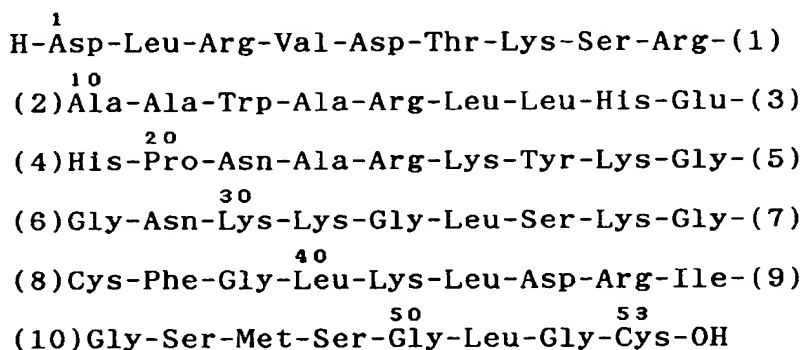 1
H-Asp-Leu-Arg-Val-Asp-Thr-Lys-Ser-Arg-(1)
10
(2)Ala-Ala-Trp-Ala-Arg-Leu-Leu-His-Glu-(3)
20
(4)His-Pro-Asn-Ala-Arg-Lys-Tyr-Lys-Gly-(5)
30
(6)Gly-Asn-Lys-Lys-Gly-Leu-Ser-Lys-Gly-(7)
40
(8)Cys-Phe-Gly-Leu-Lys-Leu-Asp-Arg-Ile-(9)
50 53
(10)Gly-Ser-Met-Ser-Gly-Leu-Gly-Cys-OH